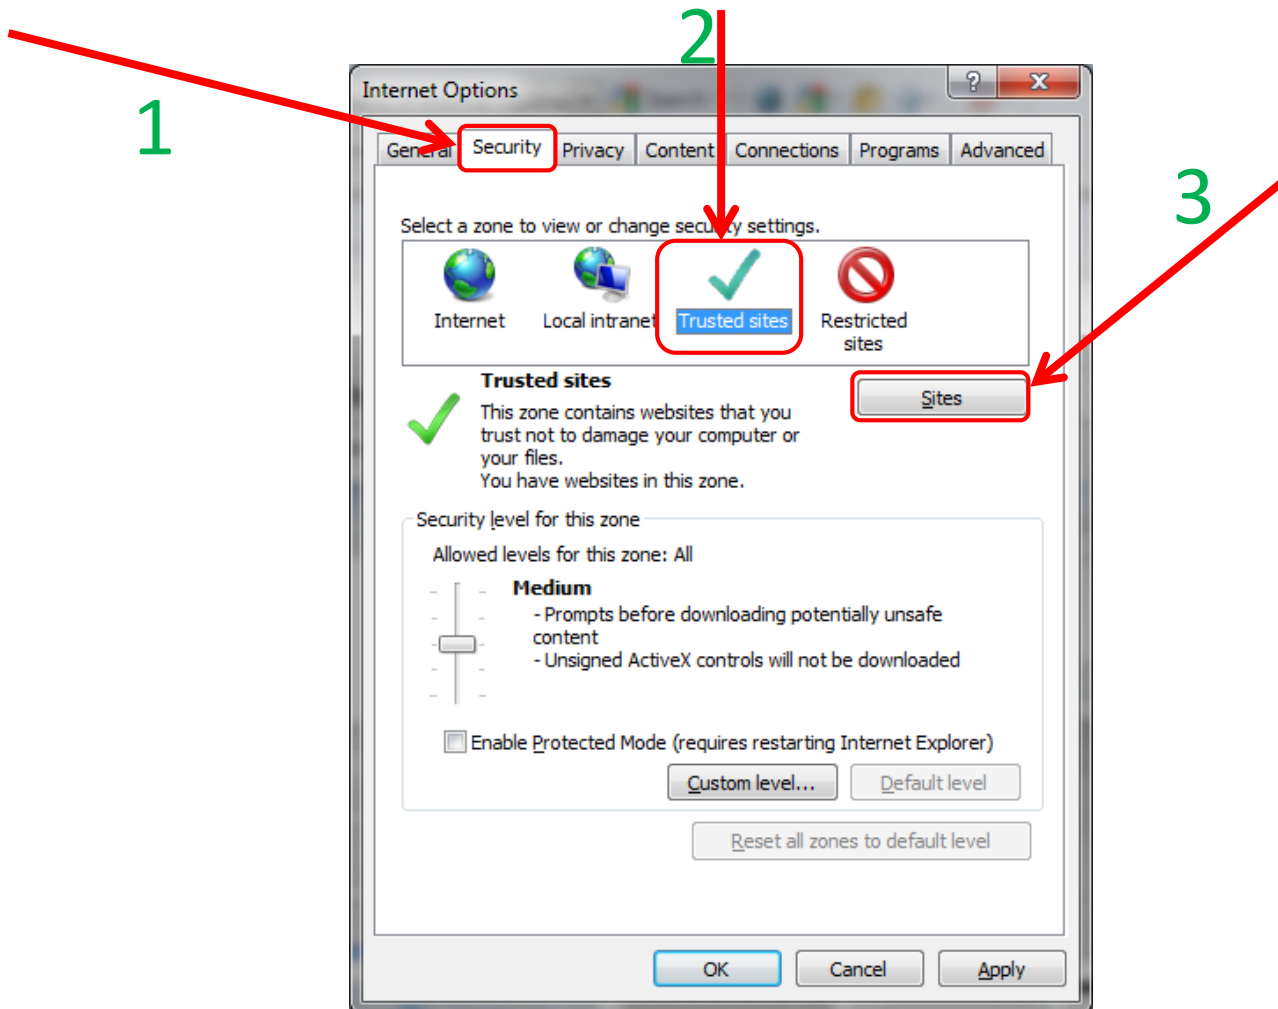 2
Internet Options
1
General Security Privacy Content Connections Programs Advanced
3
Select a zone to view or change security settings.
Internet Local intranet Trusted sites Restricted
sites
Trusted sites
Sites
This zone contains websites that you
trust not to damage your computer or
your files.
You have websites in this zone.
Security level for this zone
Allowed levels for this zone: All
Medium
- Prompts before downloading potentially unsafe
content
- Unsigned ActiveX controls will not be downloaded
Enable Protected Mode (requires restarting Internet Explorer)
Custom level... Default level
Reset all zones to default level
OK Cancel Apply